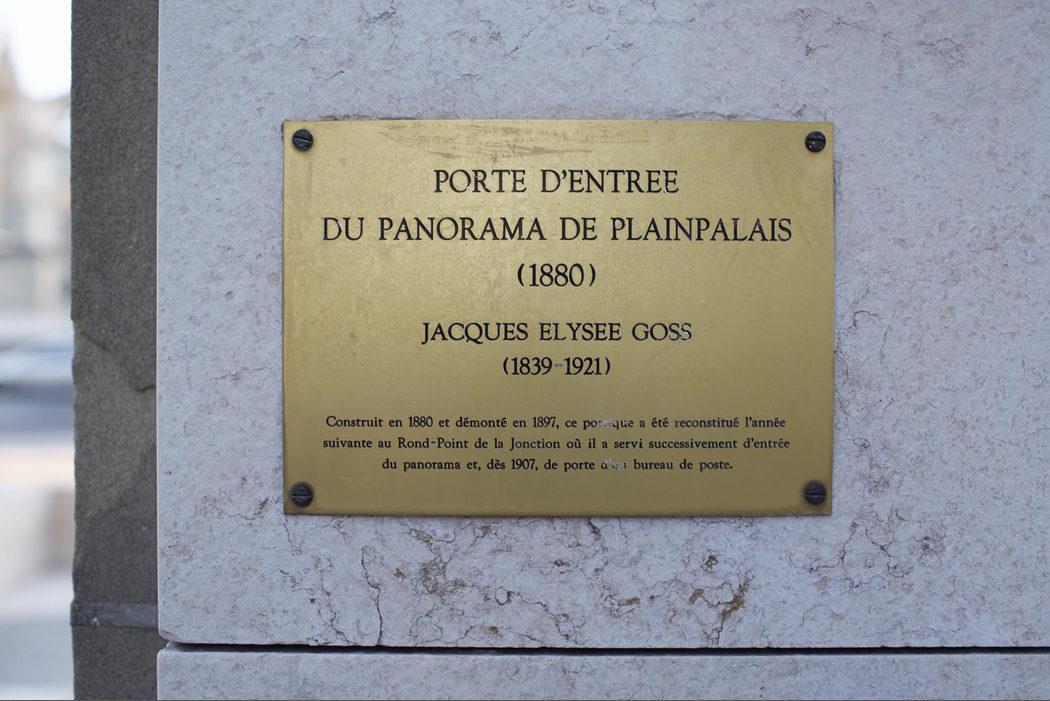 PORTE D'ENTREE
DU PANORAMA DE PLAINPALAIS
(1880)
JACQUES ELYSEE GOSS
(1839-1921)
Construit en 1880 et démonté en 1897, ce portique a été reconstitué l'année
suivante au Rond-Point de la Jonction où il a servi successivement d'entrée
du panorama et, dès 1907, de porte d'un bureau de poste.